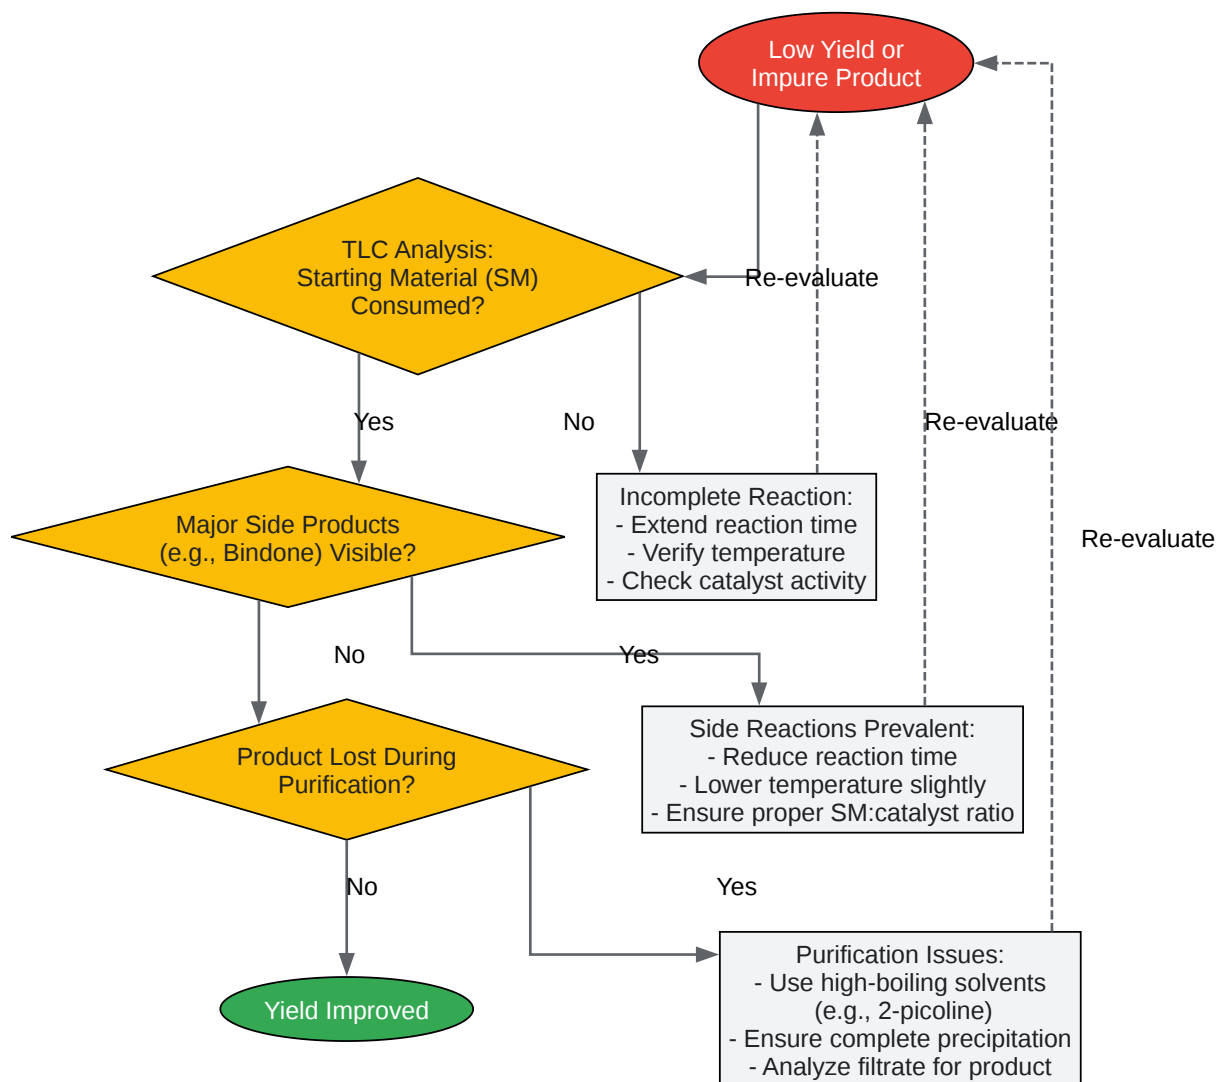 Low Yield or
Impure Product
TLC Analysis:
Starting Material (SM)
Consumed?
Re-evaluate
Yes
No
Re-evaluate
Incomplete Reaction:
- Extend reaction time
- Verify temperature
- Check catalyst activity
Major Side Products
(e.g., Bindone) Visible?
Re-evaluate
No
Yes
Side Reactions Prevalent:
- Reduce reaction time
- Lower temperature slightly
- Ensure proper SM:catalyst ratio
Product Lost During
Purification?
No
Yes
Purification Issues:
- Use high-boiling solvents
(e.g., 2-picoline)
- Ensure complete precipitation
- Analyze filtrate for product
Yield Improved